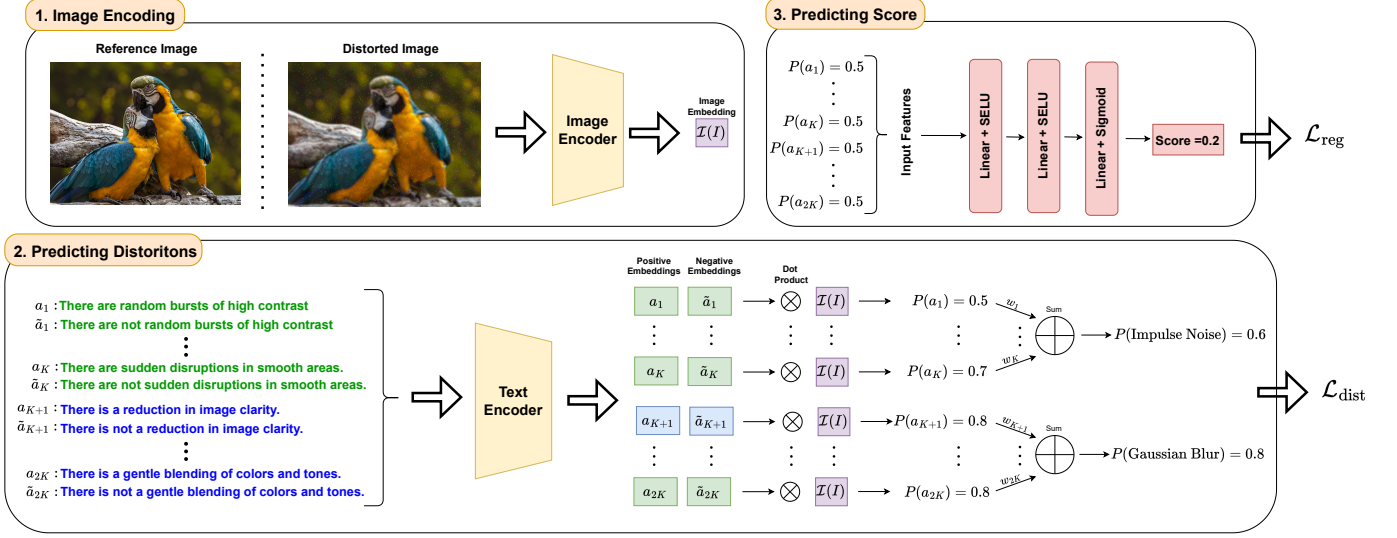 1. Image Encoding
Reference Image
Distorted Image
Image Encoder
Image Embedding
I(I)
3. Predicting Score
P(a₁) = 0.5
P(a_K) = 0.5
P(a_{K+1}) = 0.5
P(a_{2K}) = 0.5
Input Features
Linear + SELU
Linear + SELU
Linear + Sigmoid
Score =0.2
ℒ_reg
2. Predicting Distoritons
a₁ : There are random bursts of high contrast
ã₁ : There are not random bursts of high contrast
a_K : There are sudden disruptions in smooth areas.
ã_K : There are not sudden disruptions in smooth areas.
a_{K+1} : There is a reduction in image clarity.
ã_{K+1} : There is not a reduction in image clarity.
a_{2K} : There is a gentle blending of colors and tones.
ã_{2K} : There is not a gentle blending of colors and tones.
Text Encoder
Positive Embeddings
Negative Embeddings
Dot Product
a₁ ã₁ I(I) P(a₁) = 0.5 w₁
a_K ã_K I(I) P(a_K) = 0.7 w_K
Sum
P(Impulse Noise) = 0.6
a_{K+1} ã_{K+1} I(I) P(a_{K+1}) = 0.8 w_{K+1}
a_{2K} ã_{2K} I(I) P(a_{2K}) = 0.8 w_{2K}
Sum
P(Gaussian Blur) = 0.8
ℒ_dist